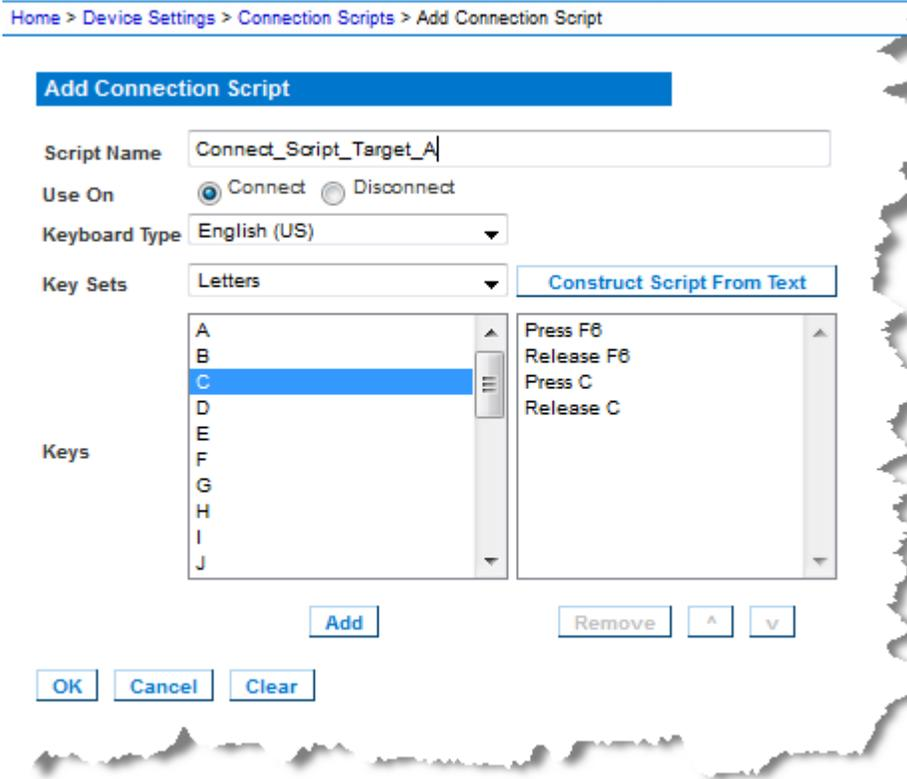 Home > Device Settings > Connection Scripts > Add Connection Script
Add Connection Script
Script Name Connect_Script_Target_A
Use On Connect Disconnect
Keyboard Type English (US)
Key Sets Letters Construct Script From Text
Keys
A
B
C
D
E
F
G
H
I
J
Press F6
Release F6
Press C
Release C
Add Remove ^ v
OK Cancel Clear